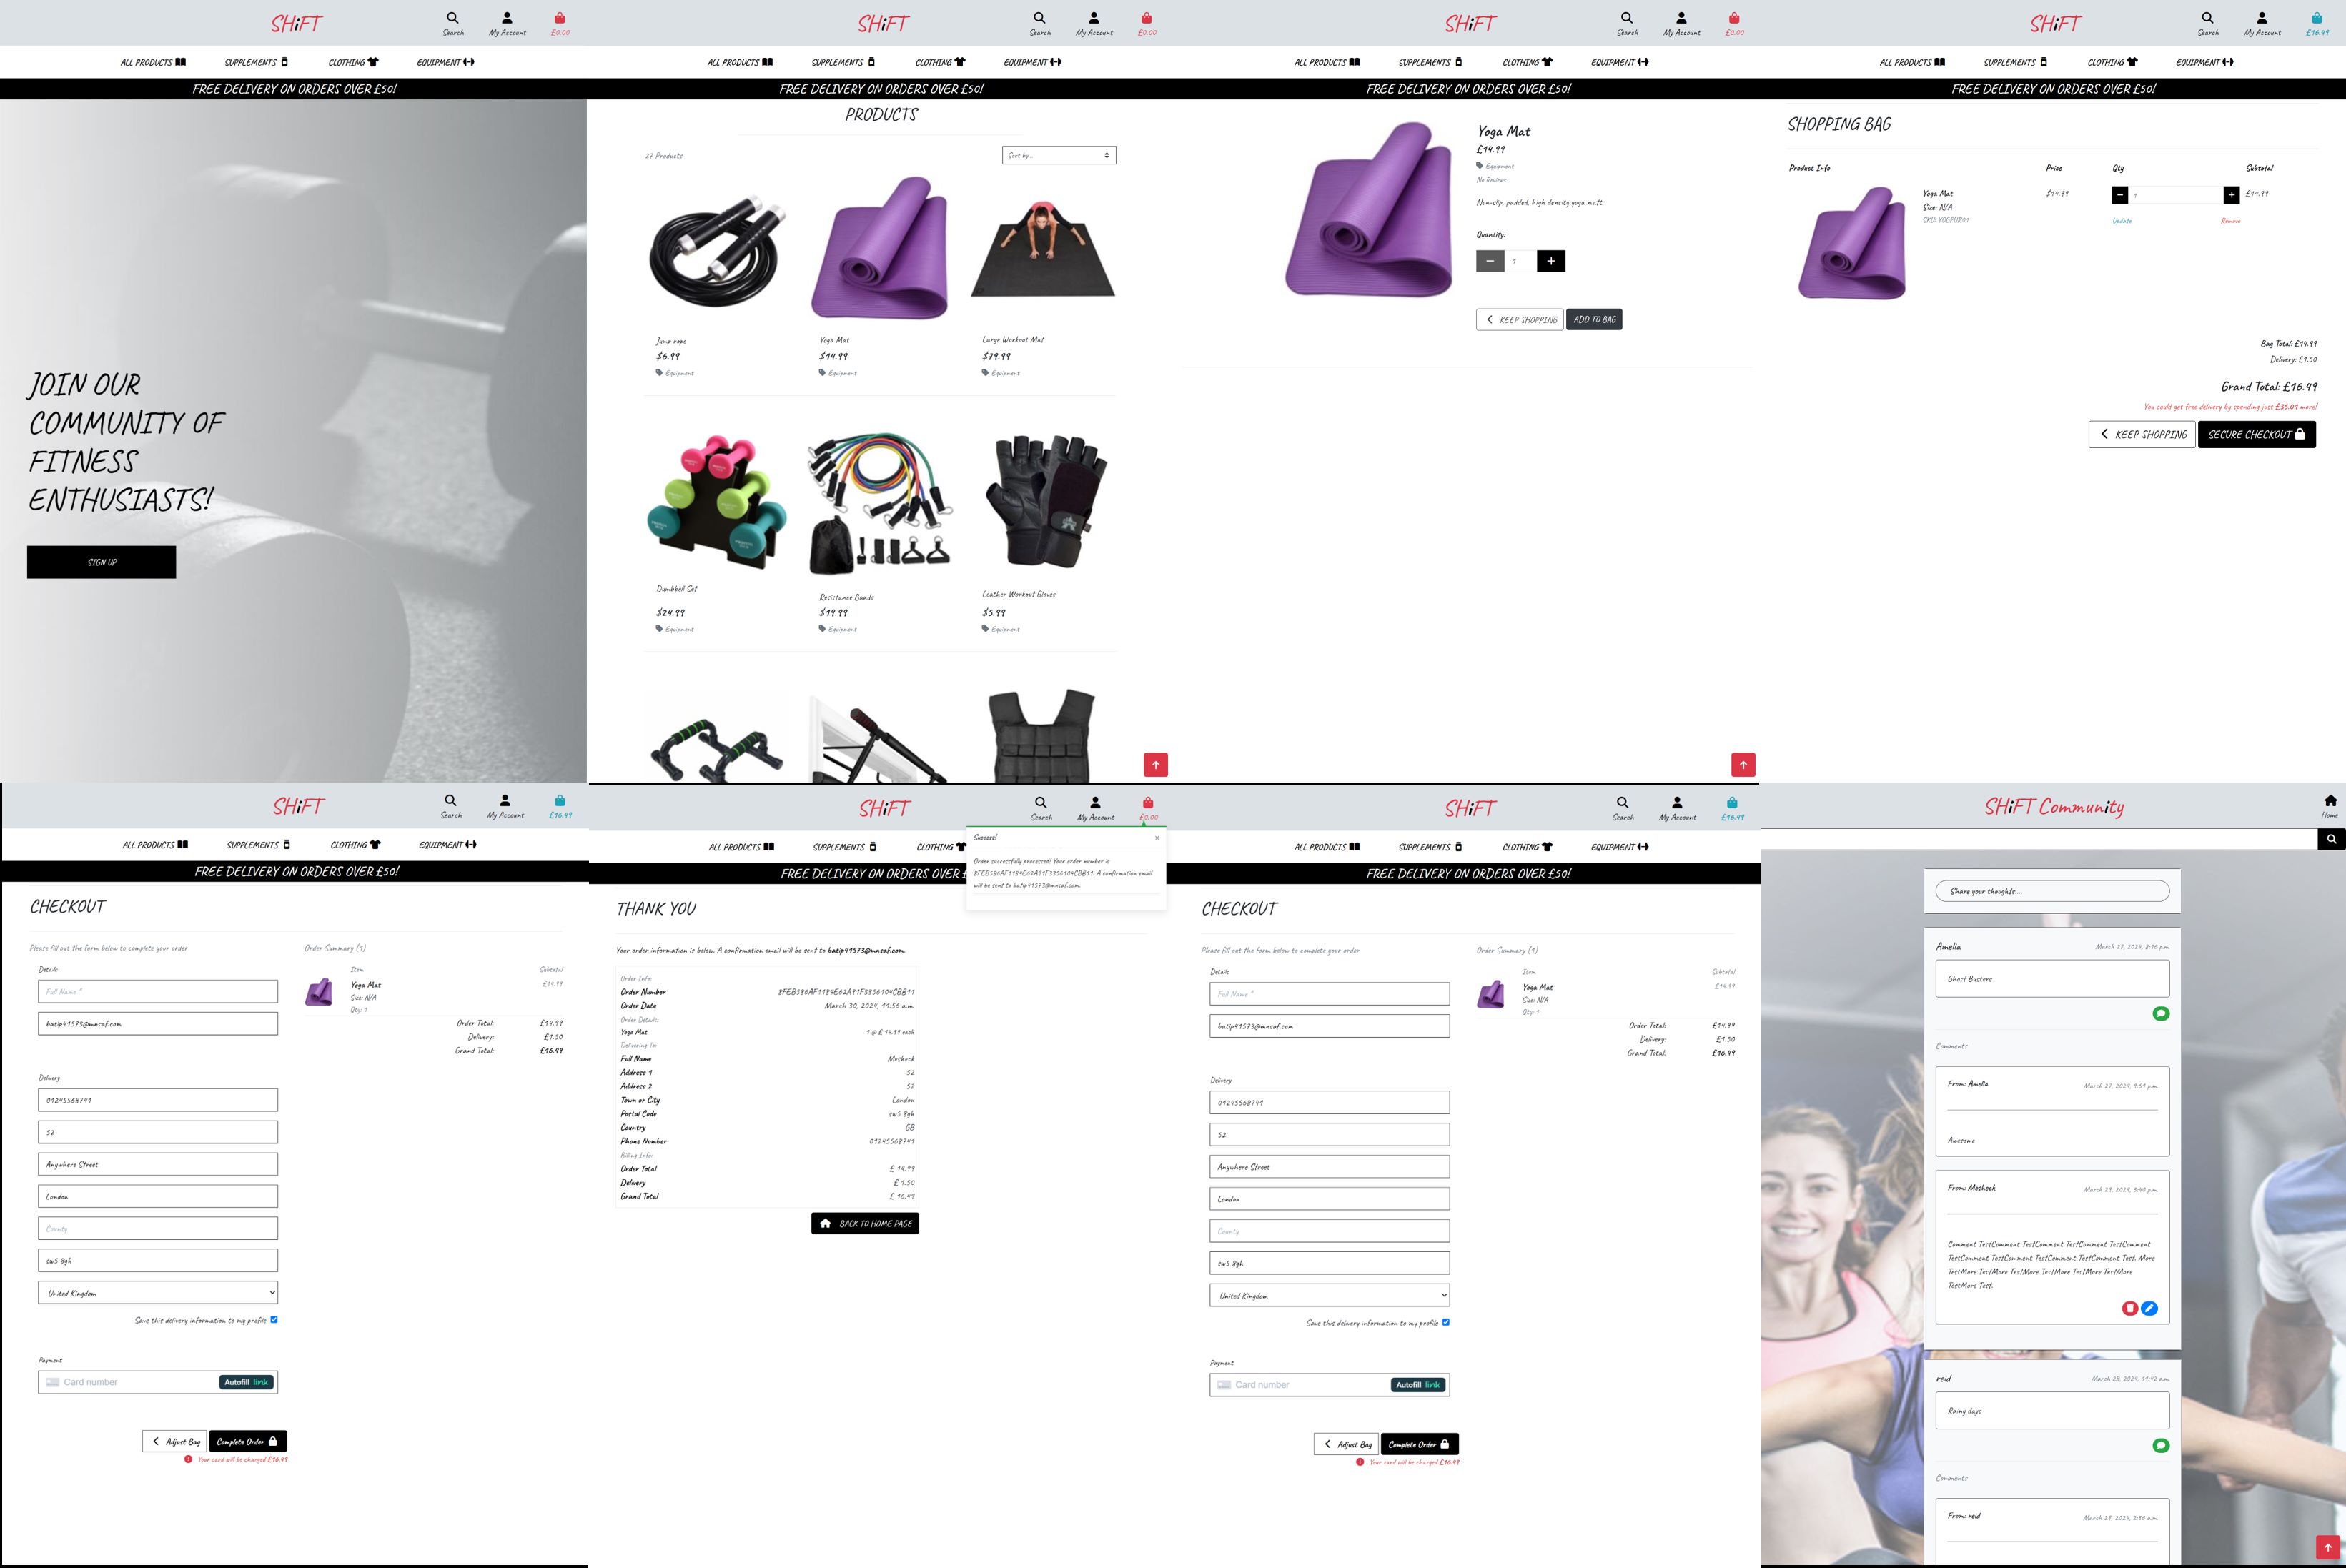 SHiFT
Search
My Account
£0.00
ALL PRODUCTS
SUPPLEMENTS
CLOTHING
EQUIPMENT
FREE DELIVERY ON ORDERS OVER £50!
JOIN OUR
COMMUNITY OF
FITNESS
ENTHUSIASTS!
SIGN UP
SHiFT
Search
My Account
£0.00
ALL PRODUCTS
SUPPLEMENTS
CLOTHING
EQUIPMENT
FREE DELIVERY ON ORDERS OVER £50!
PRODUCTS
27 Products
Sort by...
Jump rope
$6.99
Equipment
Yoga Mat
$14.99
Equipment
Large Workout Mat
$79.99
Equipment
Dumbbell Set
$24.99
Equipment
Resistance Bands
$19.99
Equipment
Leather Workout Gloves
$5.99
Equipment
SHiFT
Search
My Account
£0.00
ALL PRODUCTS
SUPPLEMENTS
CLOTHING
EQUIPMENT
FREE DELIVERY ON ORDERS OVER £50!
Yoga Mat
£14.99
Equipment
No Reviews
Non-slip, padded, high dencity yoga matt.
Quantity:
1
KEEP SHOPPING
ADD TO BAG
SHiFT
Search
My Account
£16.49
ALL PRODUCTS
SUPPLEMENTS
CLOTHING
EQUIPMENT
FREE DELIVERY ON ORDERS OVER £50!
SHOPPING BAG
Product Info
Price
Qty
Subtotal
Yoga Mat
Size: N/A
SKU: YOGPUR01
$14.99
1
£14.99
Update
Remove
Bag Total: £14.99
Delivery: £1.50
Grand Total: £16.49
You could get free delivery by spending just £35.01 more!
KEEP SHOPPING
SECURE CHECKOUT
SHiFT
Search
My Account
£16.49
ALL PRODUCTS
SUPPLEMENTS
CLOTHING
EQUIPMENT
FREE DELIVERY ON ORDERS OVER £50!
CHECKOUT
Please fill out the form below to complete your order
Details
Full Name *
batip41573@mnsaf.com
Delivery
01245568741
52
Anywhere Street
London
County
sw5 8gh
United Kingdom
Save this delivery information to my profile
Payment
Card number
Autofill link
Adjust Bag
Complete Order
Your card will be charged £16.49
Order Summary (1)
Item
Subtotal
Yoga Mat
Size: N/A
Qty: 1
£14.99
Order Total: £14.99
Delivery: £1.50
Grand Total: £16.49
SHiFT
Search
My Account
£0.00
ALL PRODUCTS
SUPPLEMENTS
CLOTHING
FREE DELIVERY ON ORDERS OVER £
Success!
×
Order successfully processed! Your order number is
will be sent to batip41573@mnsaf.com.
THANK YOU
Your order information is below. A confirmation email will be sent to batip41573@mnsaf.com.
Order Info:
Order Number
Order Date March 30, 2024, 11:56 a.m.
Order Details:
Yoga Mat 1 @ £ 14.99 each
Delivering To:
Full Name Mesheck
Address 1 52
Address 2 52
Town or City London
Postal Code sw5 8gh
Country GB
Phone Number 01245568741
Billing Info:
Order Total £ 14.99
Delivery £ 1.50
Grand Total £ 16.49
BACK TO HOME PAGE
SHiFT
Search
My Account
£16.49
ALL PRODUCTS
SUPPLEMENTS
CLOTHING
EQUIPMENT
FREE DELIVERY ON ORDERS OVER £50!
CHECKOUT
Please fill out the form below to complete your order
Details
Full Name *
batip41573@mnsaf.com
Delivery
01245568741
52
Anywhere Street
London
County
sw5 8gh
United Kingdom
Save this delivery information to my profile
Payment
Card number
Autofill link
Adjust Bag
Complete Order
Your card will be charged £16.49
Order Summary (1)
Item
Subtotal
Yoga Mat
Size: N/A
Qty: 1
£14.99
Order Total: £14.99
Delivery: £1.50
Grand Total: £16.49
SHiFT Community
Home
Share your thoughts...
Amelia
March 23, 2024, 8:16 p.m.
Ghost Busters
Comments
From: Amelia
March 23, 2024, 9:51 p.m.
Awesome
From: Mesheck
March 29, 2024, 3:40 p.m.
Comment TestComment TestComment TestComment TestComment
TestComment TestComment TestComment TestComment Test. More
TestMore TestMore TestMore TestMore TestMore TestMore
TestMore Test.
reid
March 28, 2024, 11:42 a.m.
Rainy days
Comments
From: reid
March 29, 2024, 2:36 a.m.